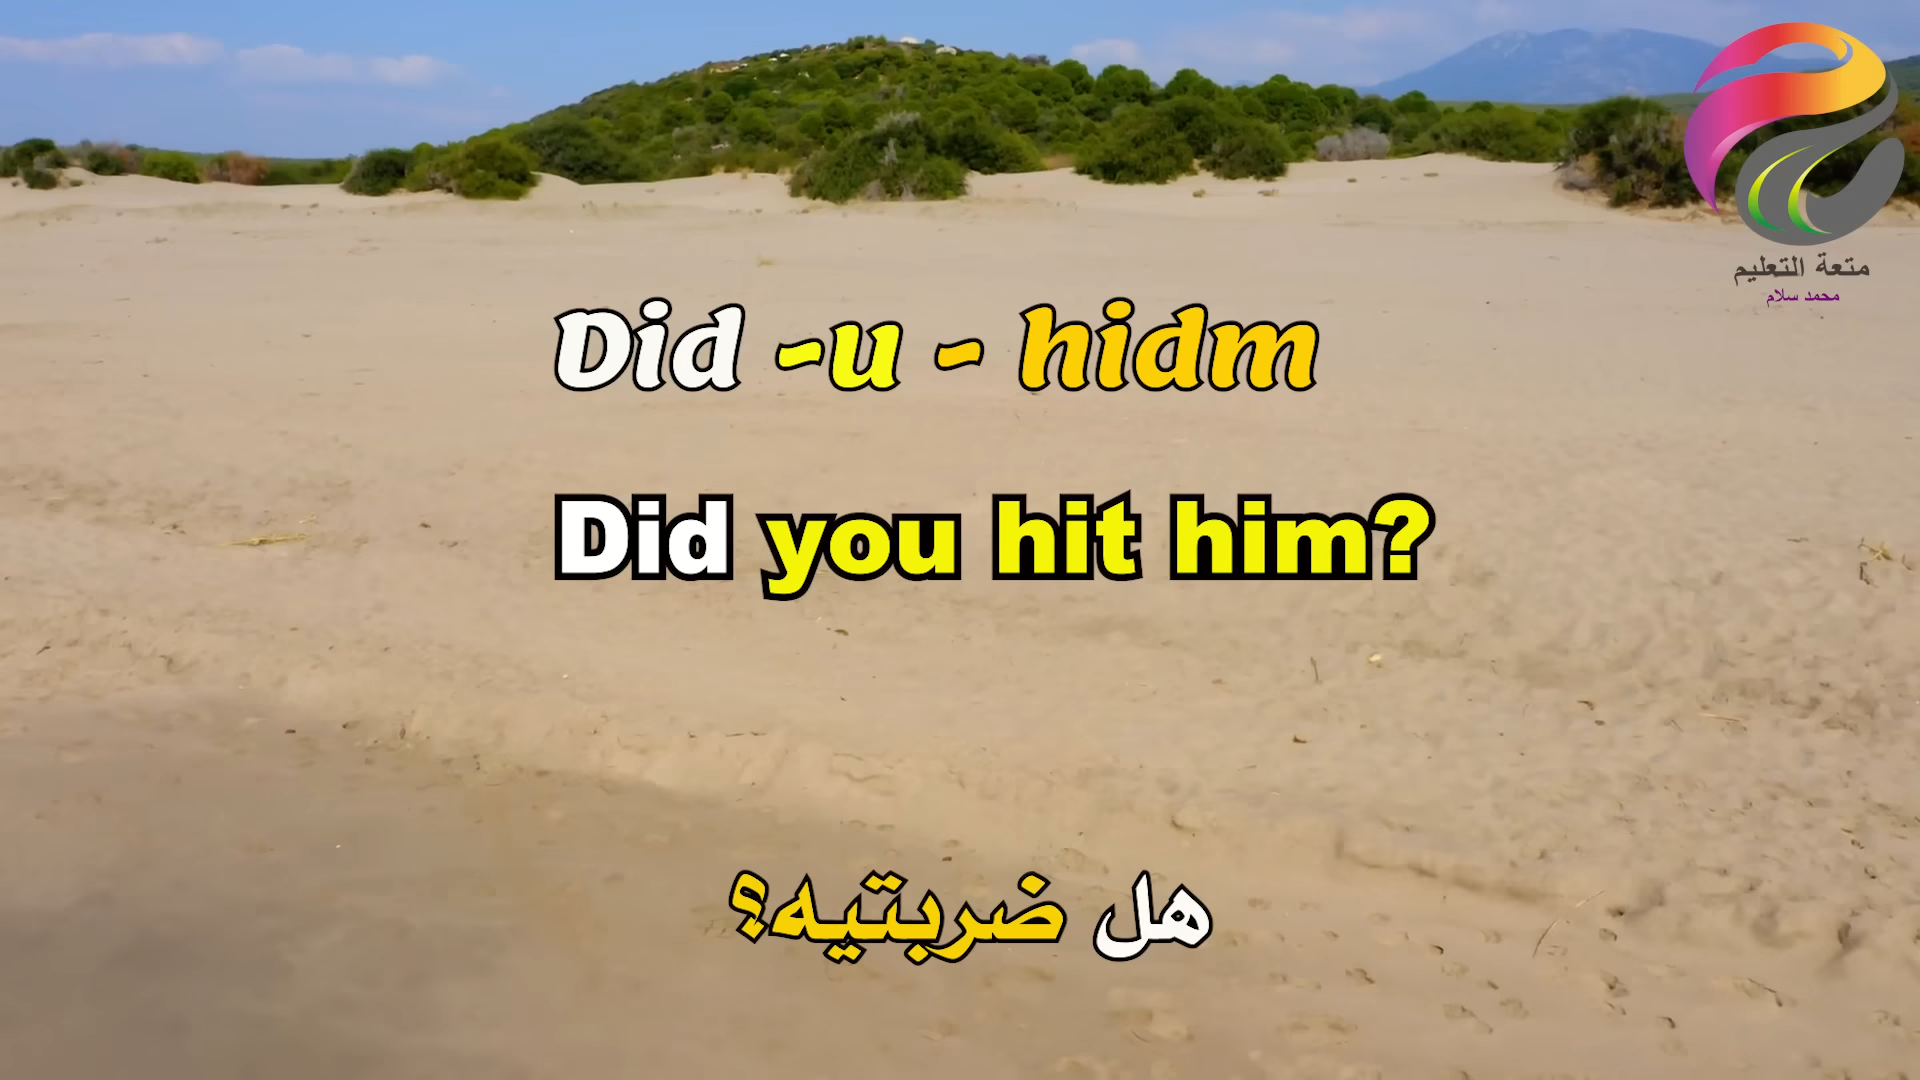 متعة التعليم
محمد سلام
Did -u - hidm
Did you hit him?
هل ضربتيه؟